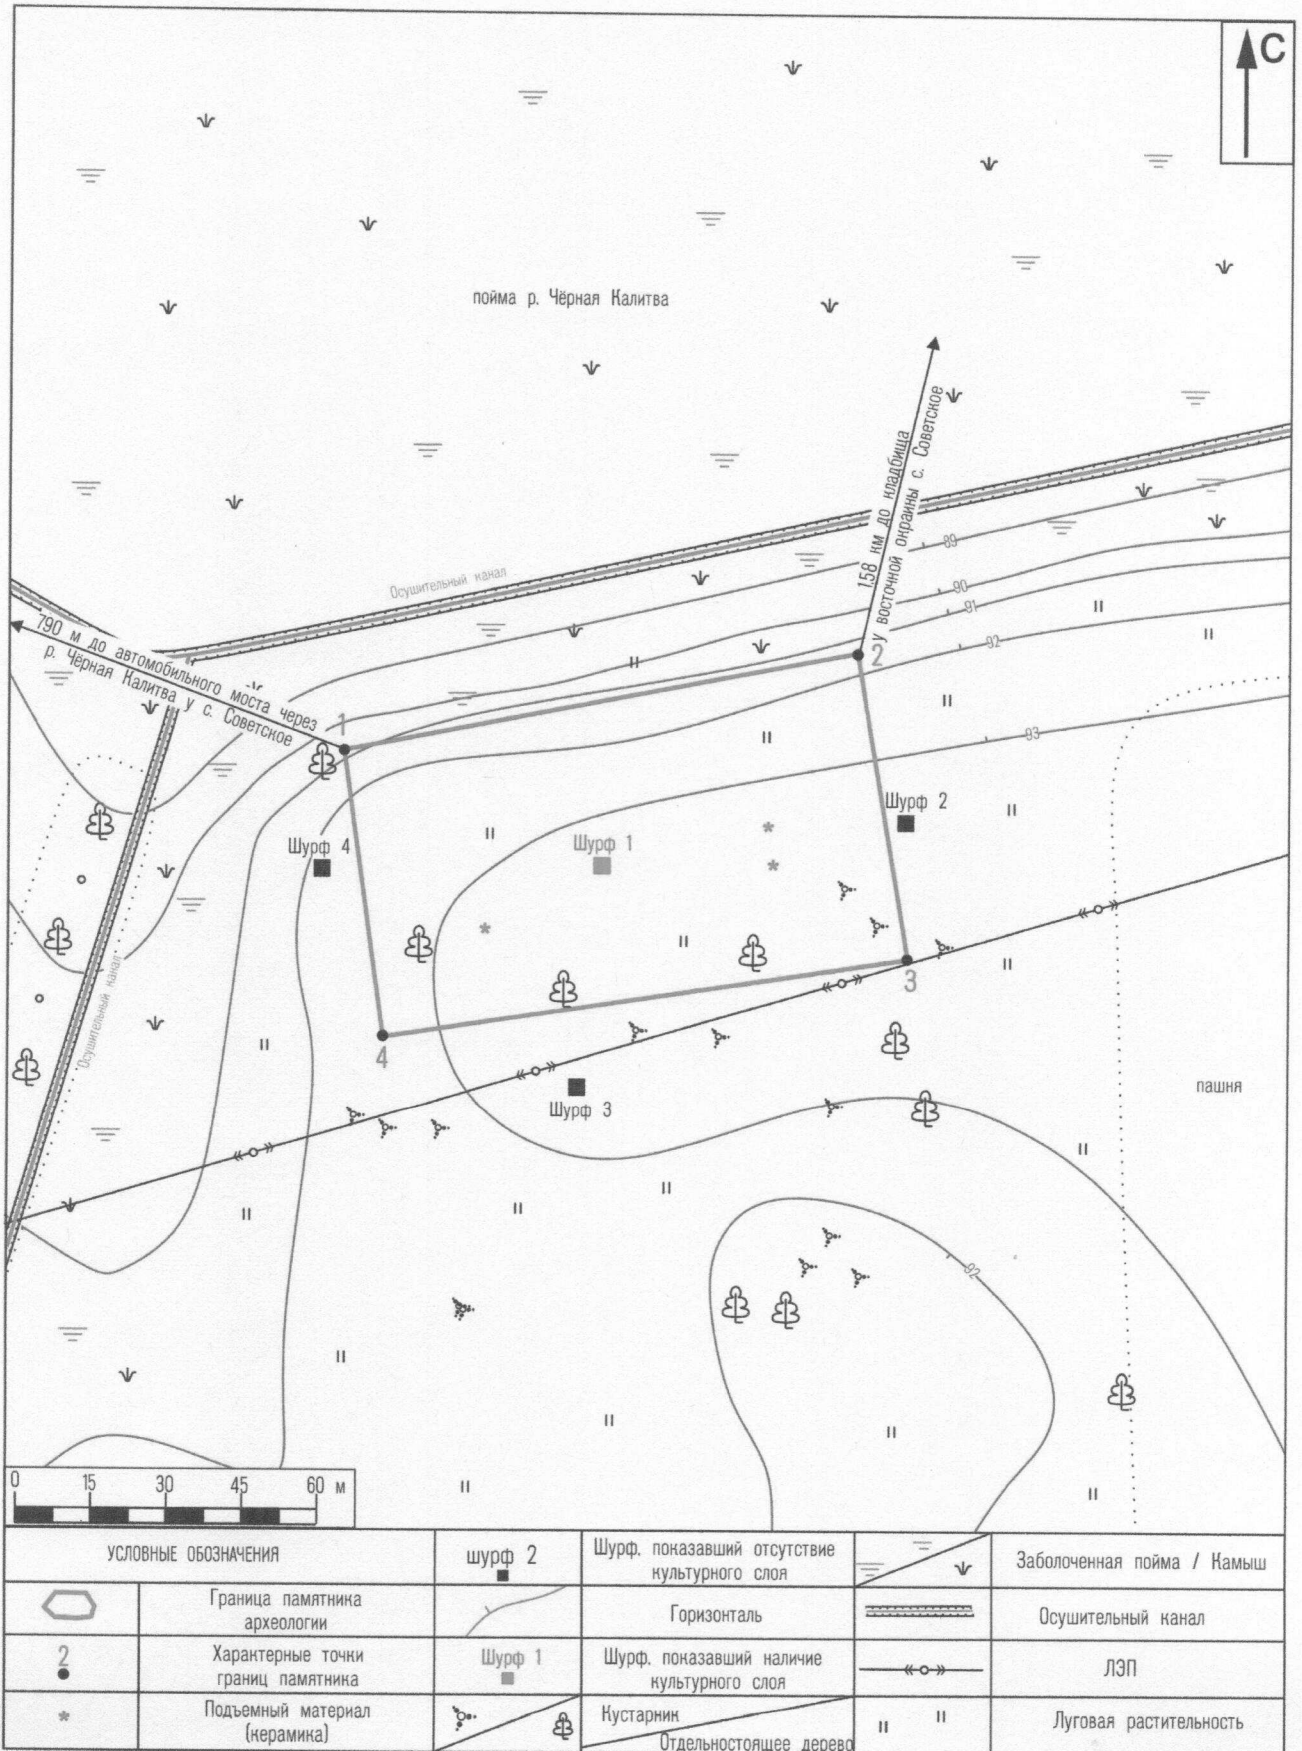 С
пойма р. Чёрная Калитва
1,58 км до кладбища
у восточной окраины с. Советское
89
90
91
92
93
Осушительный канал
790 м до автомобильного моста через
р. Чёрная Калитва у с. Советское
1
2
Шурф 2
Шурф 1
Шурф 4
3
4
Осушительный канал
Шурф 3
пашня
92
0 15 30 45 60 м
УСЛОВНЫЕ ОБОЗНАЧЕНИЯ
Граница памятника
археологии
2
Характерные точки
границ памятника
Подъемный материал
(керамика)
шурф 2
Шурф, показавший отсутствие
культурного слоя
Горизонталь
Шурф 1
Шурф, показавший наличие
культурного слоя
Кустарник
Отдельностоящее дерево
Заболоченная пойма / Камыш
Осушительный канал
ЛЭП
Луговая растительность